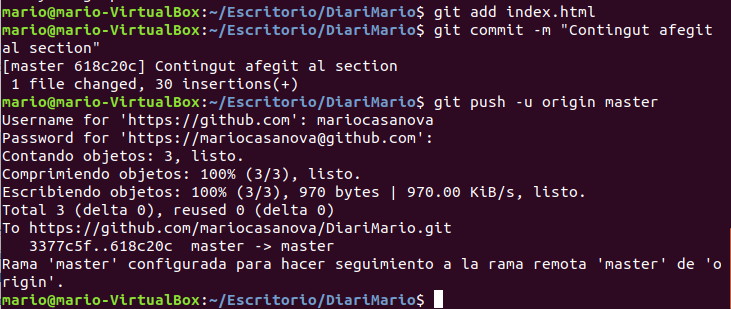 mario@mario-VirtualBox:~/Escritorio/DiariMario$ git add index.html
mario@mario-VirtualBox:~/Escritorio/DiariMario$ git commit -m "Contingut afegit
al section"
[master 618c20c] Contingut afegit al section
 1 file changed, 30 insertions(+)
mario@mario-VirtualBox:~/Escritorio/DiariMario$ git push -u origin master
Username for 'https://github.com': mariocasanova
Password for 'https://mariocasanova@github.com':
Contando objetos: 3, listo.
Comprimiendo objetos: 100% (3/3), listo.
Escribiendo objetos: 100% (3/3), 970 bytes | 970.00 KiB/s, listo.
Total 3 (delta 0), reused 0 (delta 0)
To https://github.com/mariocasanova/DiariMario.git
   3377c5f..618c20c  master -> master
Rama 'master' configurada para hacer seguimiento a la rama remota 'master' de 'o
rigin'.
mario@mario-VirtualBox:~/Escritorio/DiariMario$